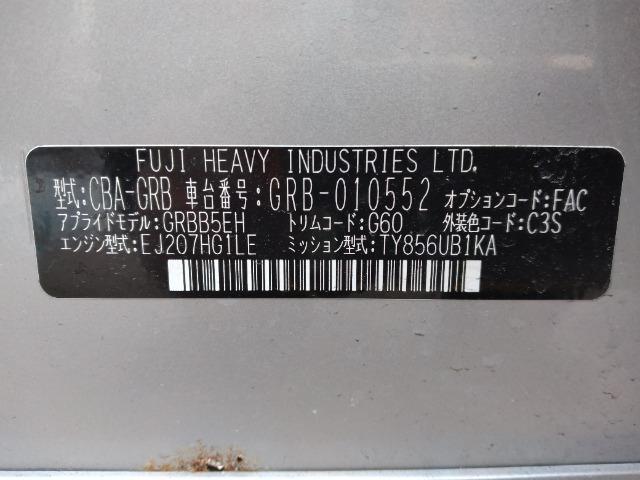 FUJI HEAVY INDUSTRIES LTD.
型式:CBA-GRB 車台番号:GRB-010552 オプションコード:FAC
アプライドモデル:GRBB5EH トリムコード:G60 外装色コード:C3S
エンジン型式:EJ207HG1LE ミッション型式:TY856UB1KA